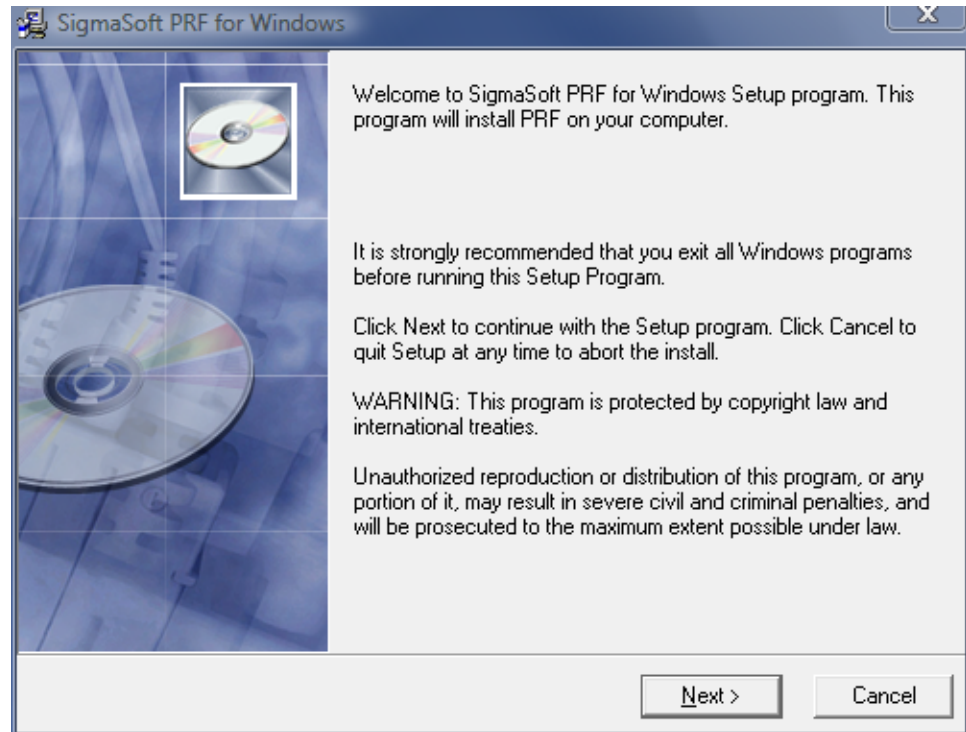 SigmaSoft PRF for Windows
X
Welcome to SigmaSoft PRF for Windows Setup program. This
program will install PRF on your computer.
It is strongly recommended that you exit all Windows programs
before running this Setup Program.
Click Next to continue with the Setup program. Click Cancel to
quit Setup at any time to abort the install.
WARNING: This program is protected by copyright law and
international treaties.
Unauthorized reproduction or distribution of this program, or any
portion of it, may result in severe civil and criminal penalties, and
will be prosecuted to the maximum extent possible under law.
Next > Cancel